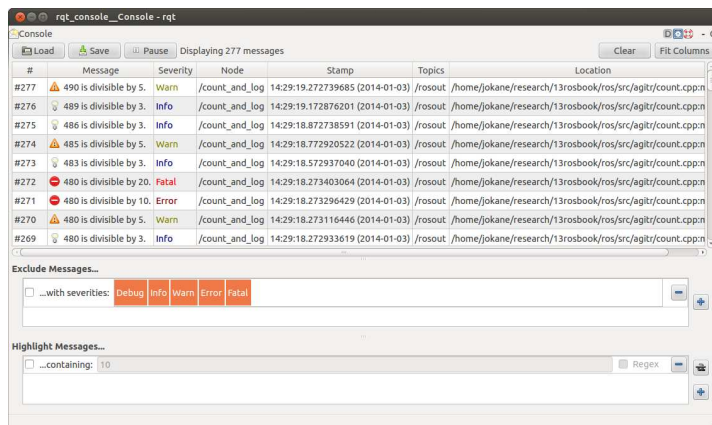 rqt_console__Console - rqt
Console
D
Load Save Pause Displaying 277 messages Clear Fit Columns
# Message Severity Node Stamp Topics Location
#277 490 is divisible by 5. Warn /count_and_log 14:29:19.272739685 (2014-01-03) /rosout /home/jokane/research/13rosbook/ros/src/agitr/count.cpp:m
#276 489 is divisible by 3. Info /count_and_log 14:29:19.172876201 (2014-01-03) /rosout /home/jokane/research/13rosbook/ros/src/agitr/count.cpp:m
#275 486 is divisible by 3. Info /count_and_log 14:29:18.872738591 (2014-01-03) /rosout /home/jokane/research/13rosbook/ros/src/agitr/count.cpp:m
#274 485 is divisible by 5. Warn /count_and_log 14:29:18.772920522 (2014-01-03) /rosout /home/jokane/research/13rosbook/ros/src/agitr/count.cpp:m
#273 483 is divisible by 3. Info /count_and_log 14:29:18.572937040 (2014-01-03) /rosout /home/jokane/research/13rosbook/ros/src/agitr/count.cpp:m
#272 480 is divisible by 20. Fatal /count_and_log 14:29:18.273403064 (2014-01-03) /rosout /home/jokane/research/13rosbook/ros/src/agitr/count.cpp:m
#271 480 is divisible by 10. Error /count_and_log 14:29:18.273296429 (2014-01-03) /rosout /home/jokane/research/13rosbook/ros/src/agitr/count.cpp:m
#270 480 is divisible by 5. Warn /count_and_log 14:29:18.273116446 (2014-01-03) /rosout /home/jokane/research/13rosbook/ros/src/agitr/count.cpp:m
#269 480 is divisible by 3. Info /count_and_log 14:29:18.272933619 (2014-01-03) /rosout /home/jokane/research/13rosbook/ros/src/agitr/count.cpp:m
Exclude Messages...
...with severities: Debug Info Warn Error Fatal
Highlight Messages...
...containing: 10 Regex